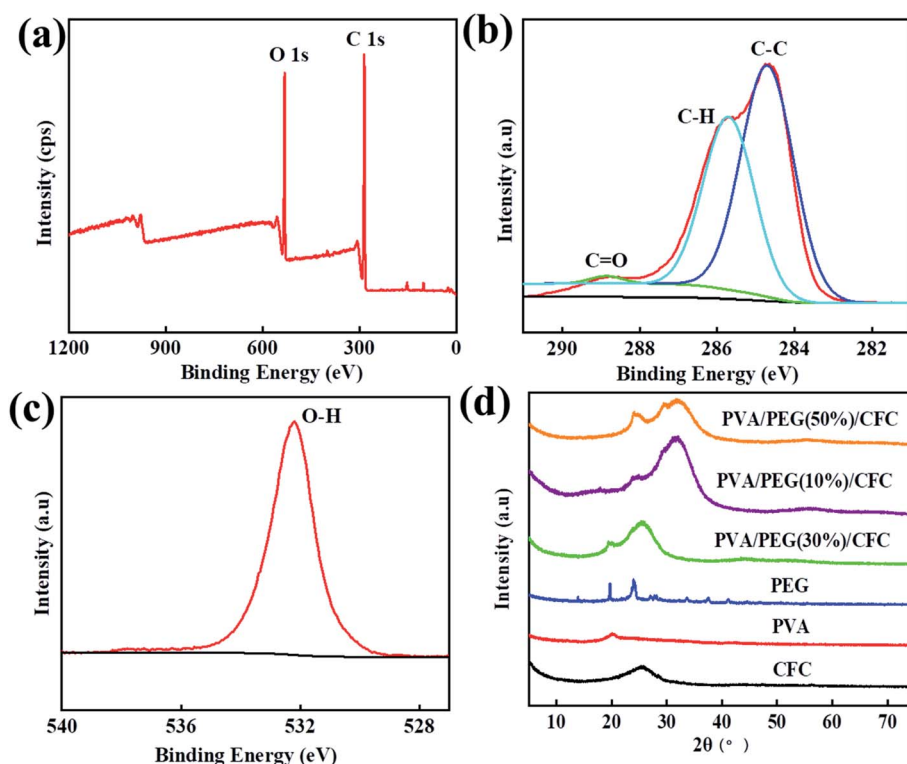 (a)
O 1s
C 1s
Intensity (cps)
1200 900 600 300 0
Binding Energy (eV)
(b)
C-C
C-H
C=O
Intensity (a.u)
290 288 286 284 282
Binding Energy (eV)
(c)
O-H
Intensity (a.u)
540 536 532 528
Binding Energy (eV)
(d)
PVA/PEG(50%)/CFC
PVA/PEG(10%)/CFC
PVA/PEG(30%)/CFC
PEG
PVA
CFC
Intensity (a.u)
10 20 30 40 50 60 70
2θ (°)